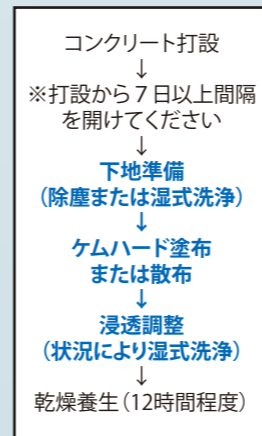 コンクリート打設
↓
※打設から7日以上間隔
を開けてください
↓
下地準備
（除塵または湿式洗浄）
↓
ケムハード塗布
または散布
↓
浸透調整
（状況により湿式洗浄）
↓
乾燥養生（12時間程度）